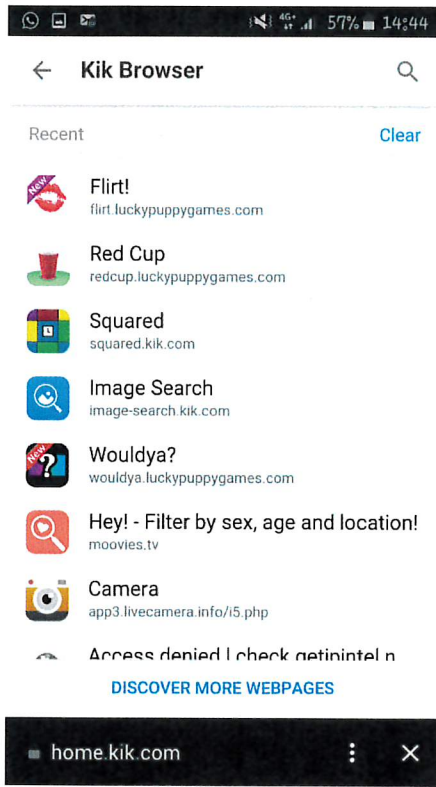 4G+ 57% 14:44
Kik Browser
Recent Clear
New
Flirt!
flirt.luckypuppygames.com
Red Cup
redcup.luckypuppygames.com
Squared
squared.kik.com
Image Search
image-search.kik.com
New
Wouldya?
wouldya.luckypuppygames.com
Hey! - Filter by sex, age and location!
moovies.tv
Camera
app3.livecamera.info/i5.php
Access denied | check getipintel.n
DISCOVER MORE WEBPAGES
home.kik.com